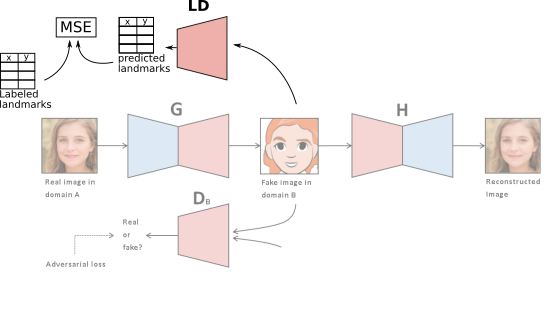 LD
MSE
x y
predicted
landmarks
x y
Labeled
landmarks
G
H
Real image in
domain A
Fake image in
domain B
Reconstructed
Image
DB
Real
or
fake?
Adversarial loss